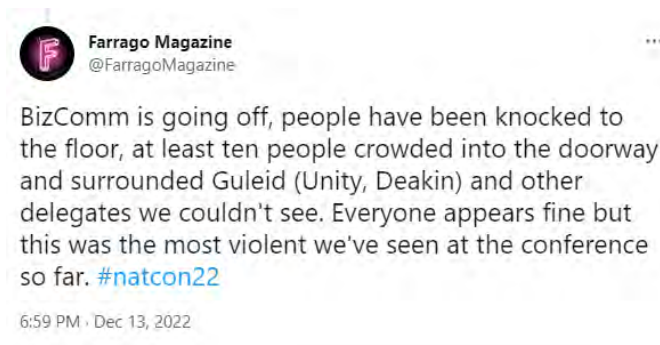 Farrago Magazine
@FarragoMagazine
BizComm is going off, people have been knocked to
the floor, at least ten people crowded into the doorway
and surrounded Guleid (Unity, Deakin) and other
delegates we couldn't see. Everyone appears fine but
this was the most violent we've seen at the conference
so far. #natcon22
6:59 PM · Dec 13, 2022